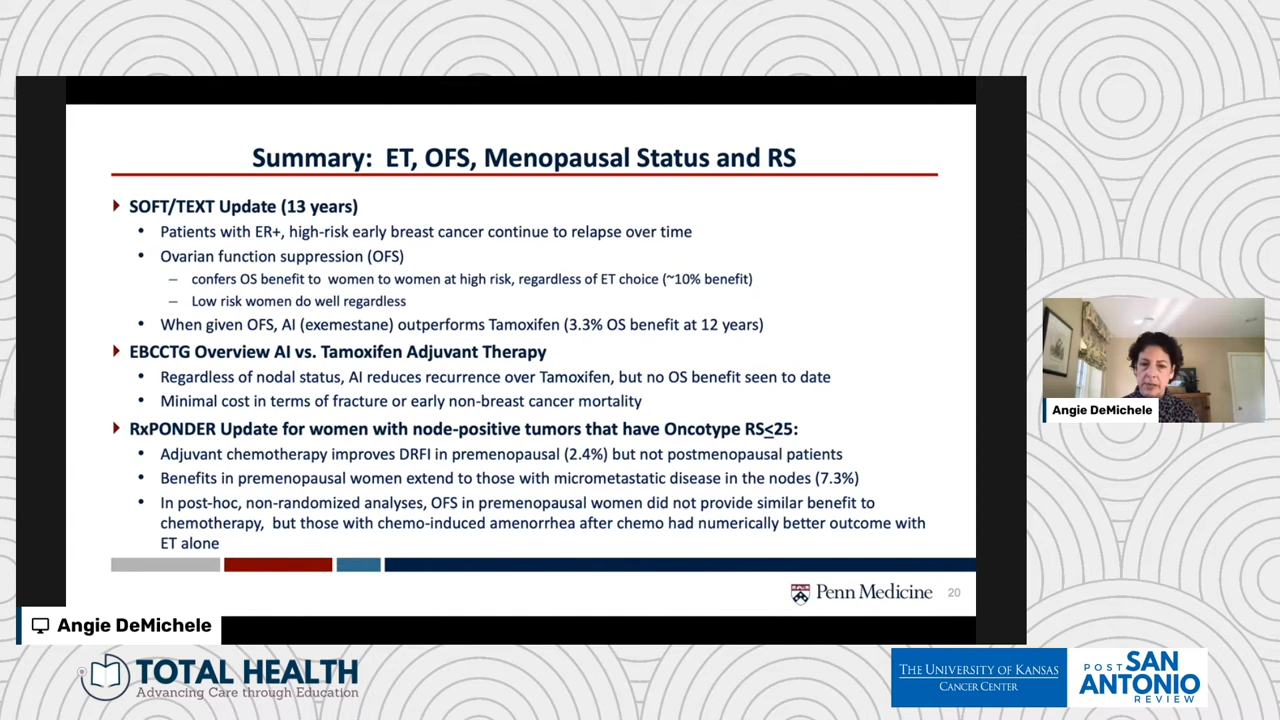 Summary: ET, OFS, Menopausal Status and RS
SOFT/TEXT Update (13 years)
• Patients with ER+, high-risk early breast cancer continue to relapse over time
• Ovarian function suppression (OFS)
– confers OS benefit to women to women at high risk, regardless of ET choice (~10% benefit)
– Low risk women do well regardless
• When given OFS, AI (exemestane) outperforms Tamoxifen (3.3% OS benefit at 12 years)
EBCCTG Overview AI vs. Tamoxifen Adjuvant Therapy
• Regardless of nodal status, AI reduces recurrence over Tamoxifen, but no OS benefit seen to date
• Minimal cost in terms of fracture or early non-breast cancer mortality
RxPONDER Update for women with node-positive tumors that have Oncotype RS≤25:
• Adjuvant chemotherapy improves DRFI in premenopausal (2.4%) but not postmenopausal patients
• Benefits in premenopausal women extend to those with micrometastatic disease in the nodes (7.3%)
• In post-hoc, non-randomized analyses, OFS in premenopausal women did not provide similar benefit to
chemotherapy, but those with chemo-induced amenorrhea after chemo had numerically better outcome with
ET alone
Penn Medicine
20
Angie DeMichele
Angie DeMichele
TOTAL HEALTH
Advancing Care through Education
THE UNIVERSITY OF KANSAS
CANCER CENTER
POST
SAN
ANTONIO
REVIEW